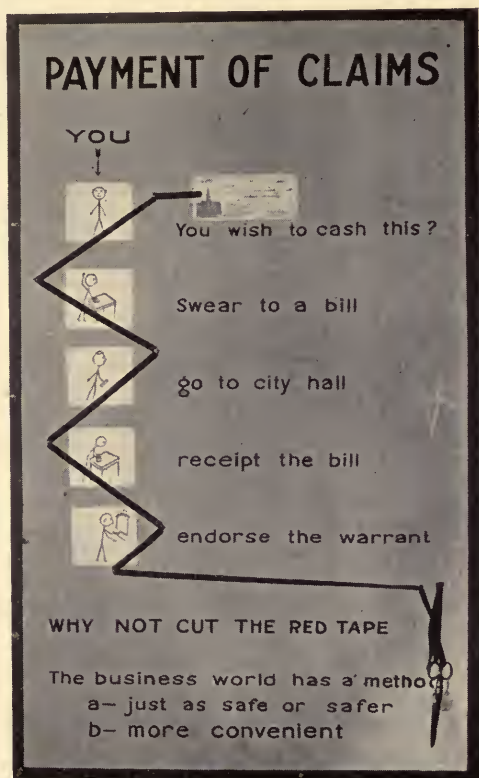 PAYMENT OF CLAIMS
YOU
You wish to cash this?
Swear to a bill
go to city hall
receipt the bill
endorse the warrant
WHY NOT CUT THE RED TAPE
The business world has a method
a— just as safe or safer
b— more convenient